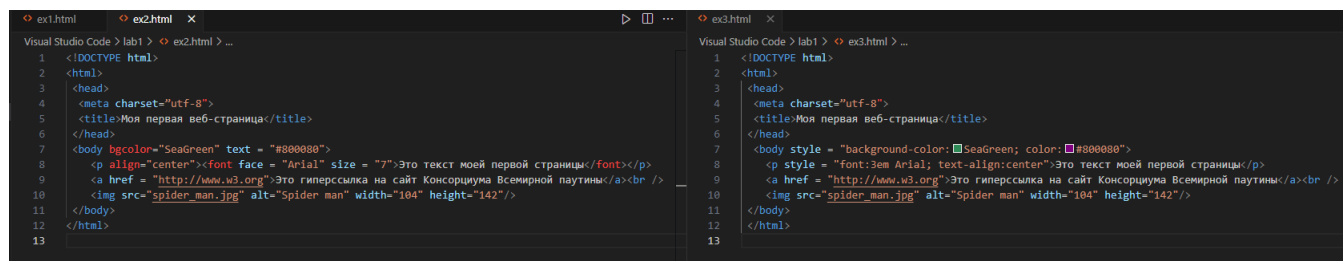 ex1.html ex2.html
Visual Studio Code > lab1 > ex2.html > ...
1 <!DOCTYPE html>
2 <html>
3 <head>
4 <meta charset=”utf-8”>
5 <title>Моя первая веб-страница</title>
6 </head>
7 <body bgcolor="SeaGreen" text = "#800080">
8 <p align="center"><font face = "Arial" size = "7">Это текст моей первой страницы</font></p>
9 <a href = "http://www.w3.org">Это гиперссылка на сайт Консорциума Всемирной паутины</a><br />
10 <img src="spider_man.jpg" alt="Spider man" width="104" height="142"/>
11 </body>
12 </html>
13
ex3.html
Visual Studio Code > lab1 > ex3.html > ...
1 <!DOCTYPE html>
2 <html>
3 <head>
4 <meta charset=”utf-8”>
5 <title>Моя первая веб-страница</title>
6 </head>
7 <body style = "background-color: SeaGreen; color: #800080">
8 <p style = "font:3em Arial; text-align:center">Это текст моей первой страницы</p>
9 <a href = "http://www.w3.org">Это гиперссылка на сайт Консорциума Всемирной паутины</a><br />
10 <img src="spider_man.jpg" alt="Spider man" width="104" height="142"/>
11 </body>
12 </html>
13